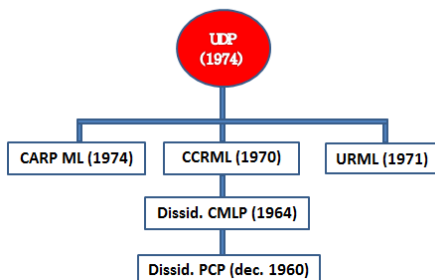 UDP
(1974)
CARP ML (1974)
CCRML (1970)
URML (1971)
Dissid. CMLP (1964)
Dissid. PCP (dec. 1960)